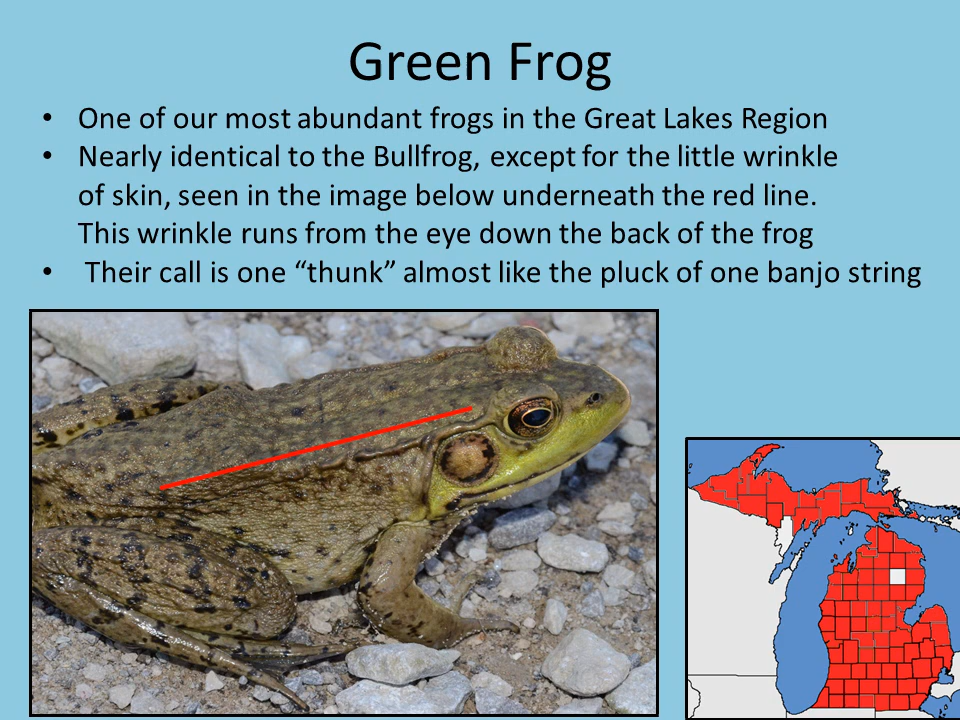 Green Frog
• One of our most abundant frogs in the Great Lakes Region
• Nearly identical to the Bullfrog, except for the little wrinkle
of skin, seen in the image below underneath the red line.
This wrinkle runs from the eye down the back of the frog
• Their call is one “thunk” almost like the pluck of one banjo string